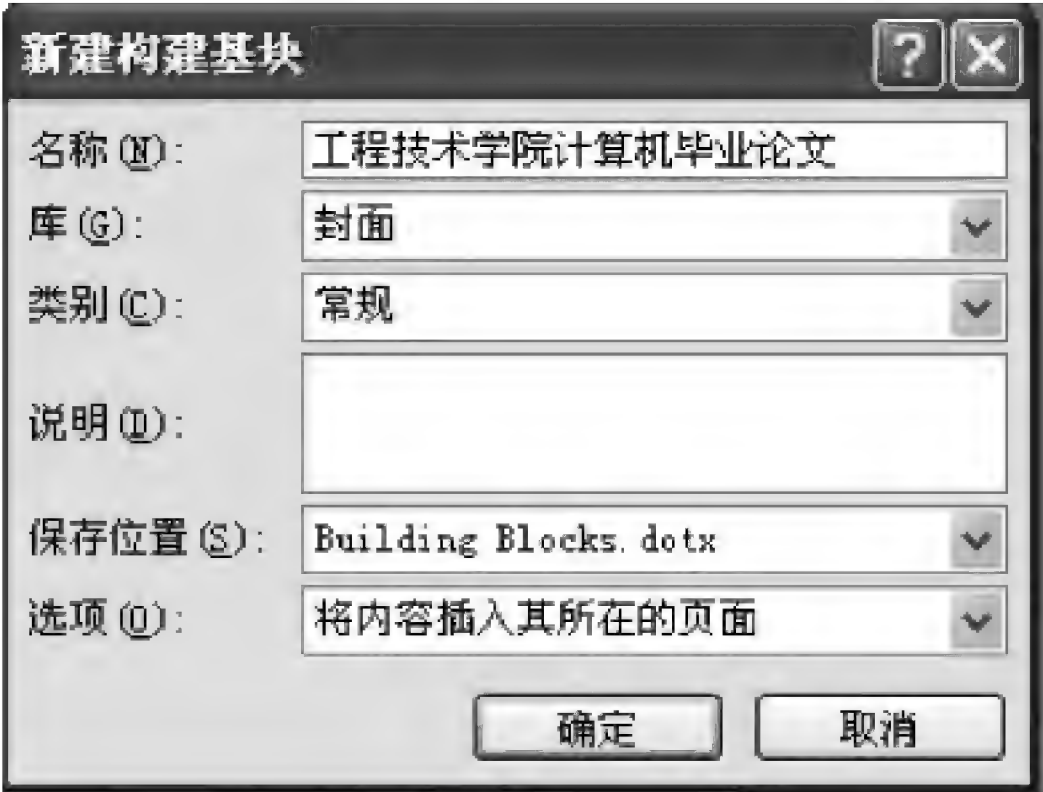 新建构建基块
名称(N): 工程技术学院计算机毕业论文
库(G): 封面
类别(C): 常规
说明(D):
保存位置(S): Building Blocks.dotx
选项(O): 将内容插入其所在的页面
确定 取消